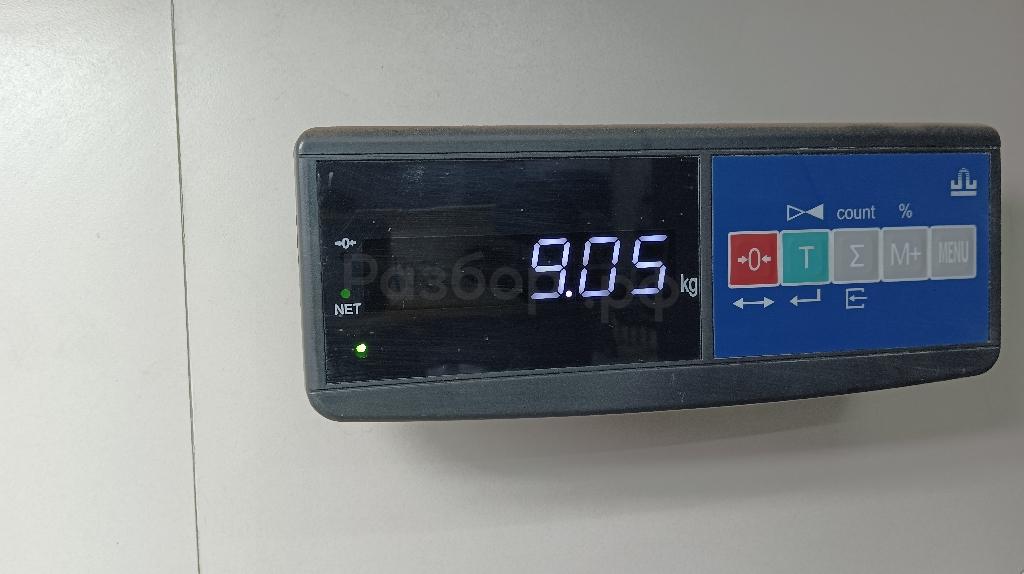 count %
→0←
9.05 kg
→0← T Σ M+ MENU
Разбор.рф
NET